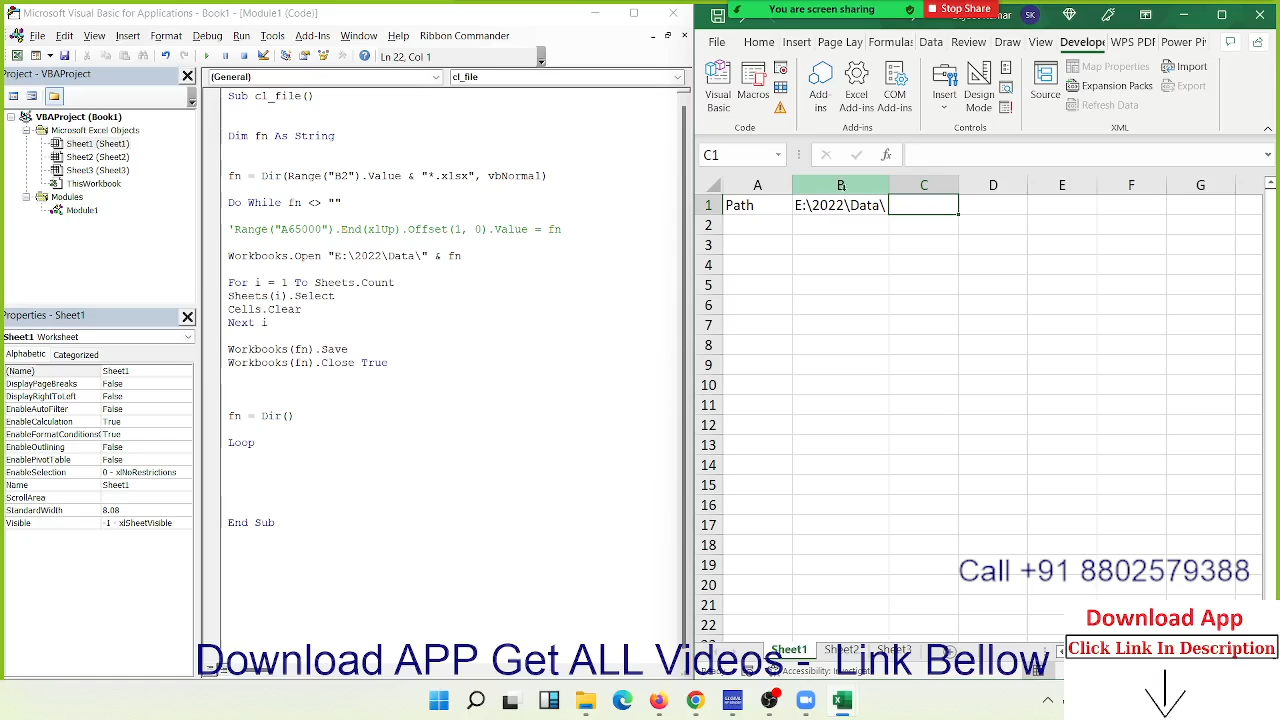 Microsoft Visual Basic for Applications - Book1 - [Module1 (Code)]
File Edit View Insert Format Debug Run Tools Add-Ins Window Help Ribbon Commander
Ln 22, Col 1
Project - VBAProject
VBAProject (Book1)
Microsoft Excel Objects
Sheet1 (Sheet1)
Sheet2 (Sheet2)
Sheet3 (Sheet3)
ThisWorkbook
Modules
Module1
Properties - Sheet1
Sheet1 Worksheet
Alphabetic Categorized
(Name) Sheet1
DisplayPageBreaks False
DisplayRightToLeft False
EnableAutoFilter False
EnableCalculation True
EnableFormatConditions True
EnableOutlining False
EnablePivotTable False
EnableSelection 0 - xlNoRestrictions
Name Sheet1
ScrollArea
StandardWidth 8.08
Visible -1 - xlSheetVisible
(General) cl_file
Sub cl_file()
Dim fn As String
fn = Dir(Range("B2").Value & "*.xlsx", vbNormal)
Do While fn <> ""
'Range("A65000").End(xlUp).Offset(1, 0).Value = fn
Workbooks.Open "E:\2022\Data\" & fn
For i = 1 To Sheets.Count
Sheets(i).Select
Cells.Clear
Next i
Workbooks(fn).Save
Workbooks(fn).Close True
fn = Dir()
Loop
End Sub
You are screen sharing Stop Share
SK
File Home Insert Page Lay Formulas Data Review View Draw View Develope WPS PDF Power Pi
Visual Basic
Macros
Code
Add-ins
Excel Add-ins
COM Add-ins
Add-ins
Insert
Design Mode
Controls
Source
Map Properties
Expansion Packs
Refresh Data
Import
Export
XML
C1 fx
A B C D E F G
1 Path E:\2022\Data\
2
3
4
5
6
7
8
9
10
11
12
13
14
15
16
17
18
19
20
21
22
Sheet1 Sheet2 Sheet3
Accessibility: Investigate
Call +91 8802579388
Download App
Click Link In Description
Download APP Get ALL Videos - Link Bellow